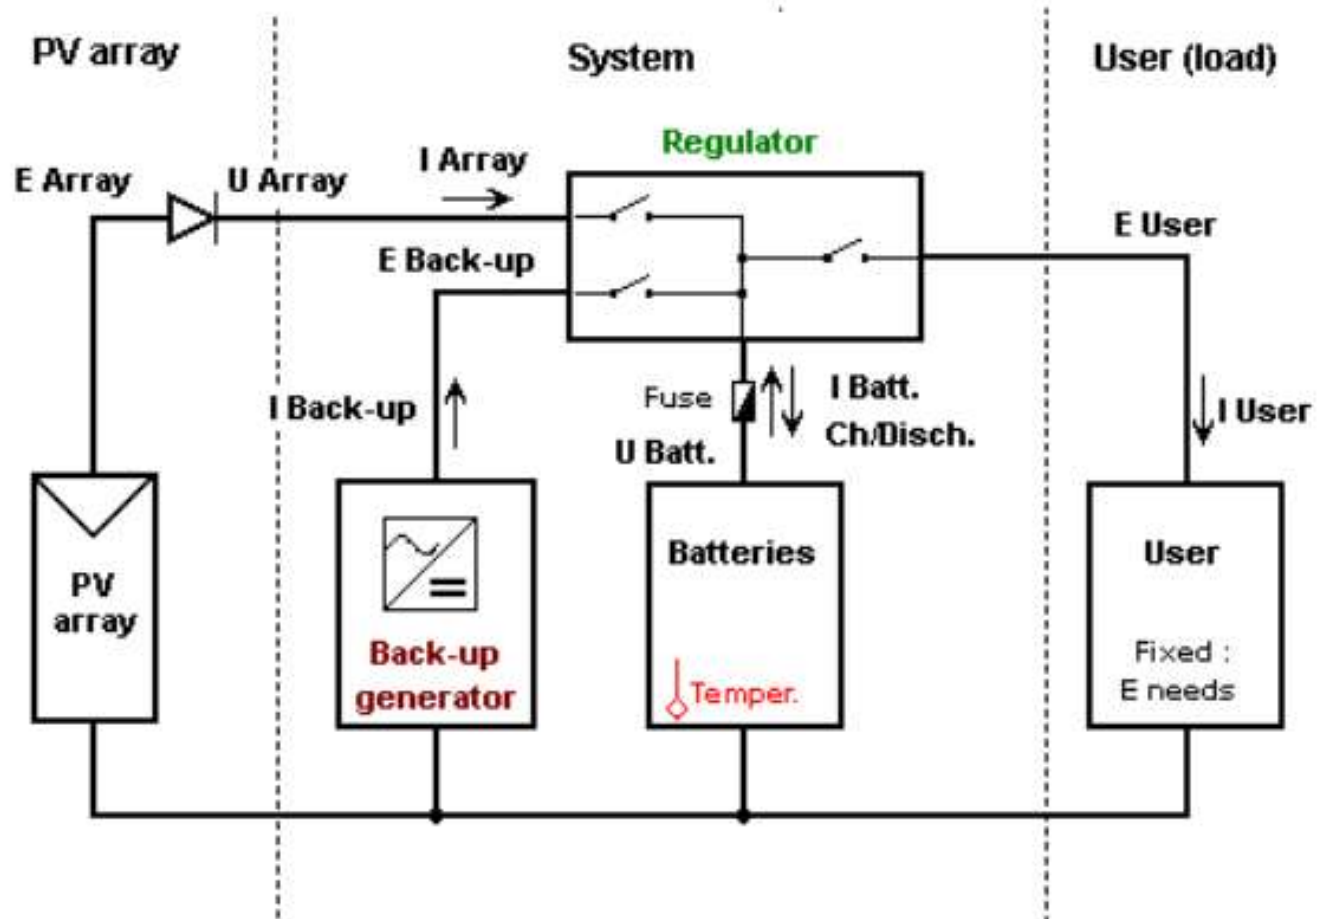 PV array
System
User (load)
Regulator
I Array
E Array
U Array
E User
E Back-up
I Batt.
Fuse
I Back-up
I User
Ch/Disch.
U Batt.
Batteries
User
PV
array
Back-up
generator
Fixed :
E needs
Temper.